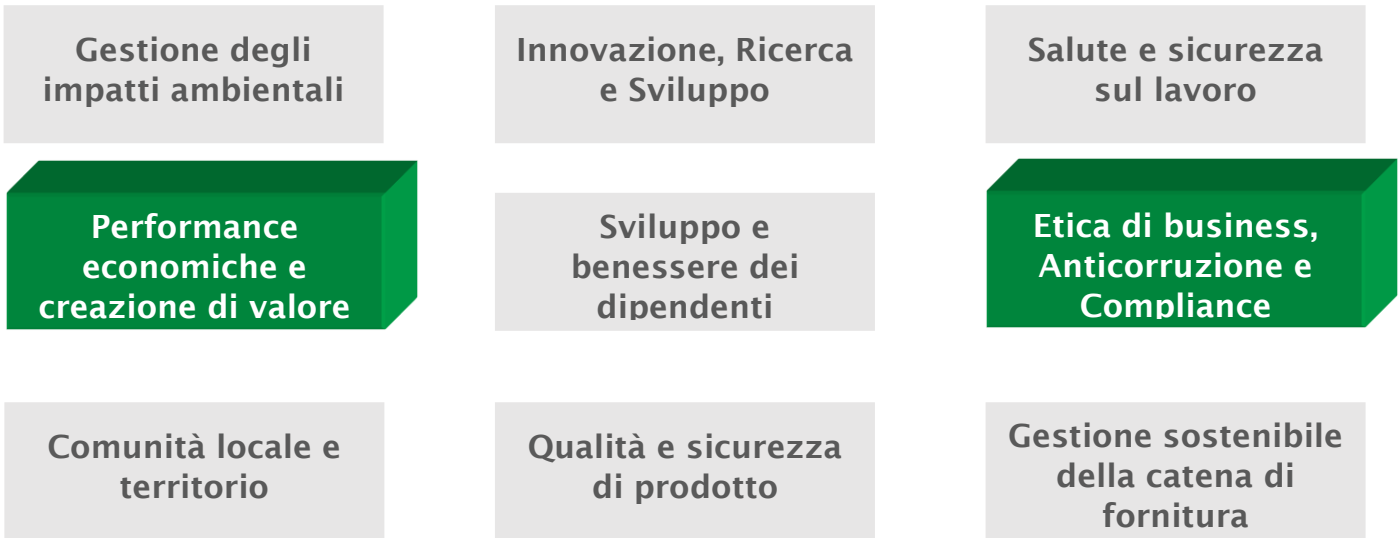 Gestione degli
impatti ambientali
Innovazione, Ricerca
e Sviluppo
Salute e sicurezza
sul lavoro
Performance
economiche e
creazione di valore
Sviluppo e
benessere dei
dipendenti
Etica di business,
Anticorruzione e
Compliance
Comunità locale e
territorio
Qualità e sicurezza
di prodotto
Gestione sostenibile
della catena di
fornitura